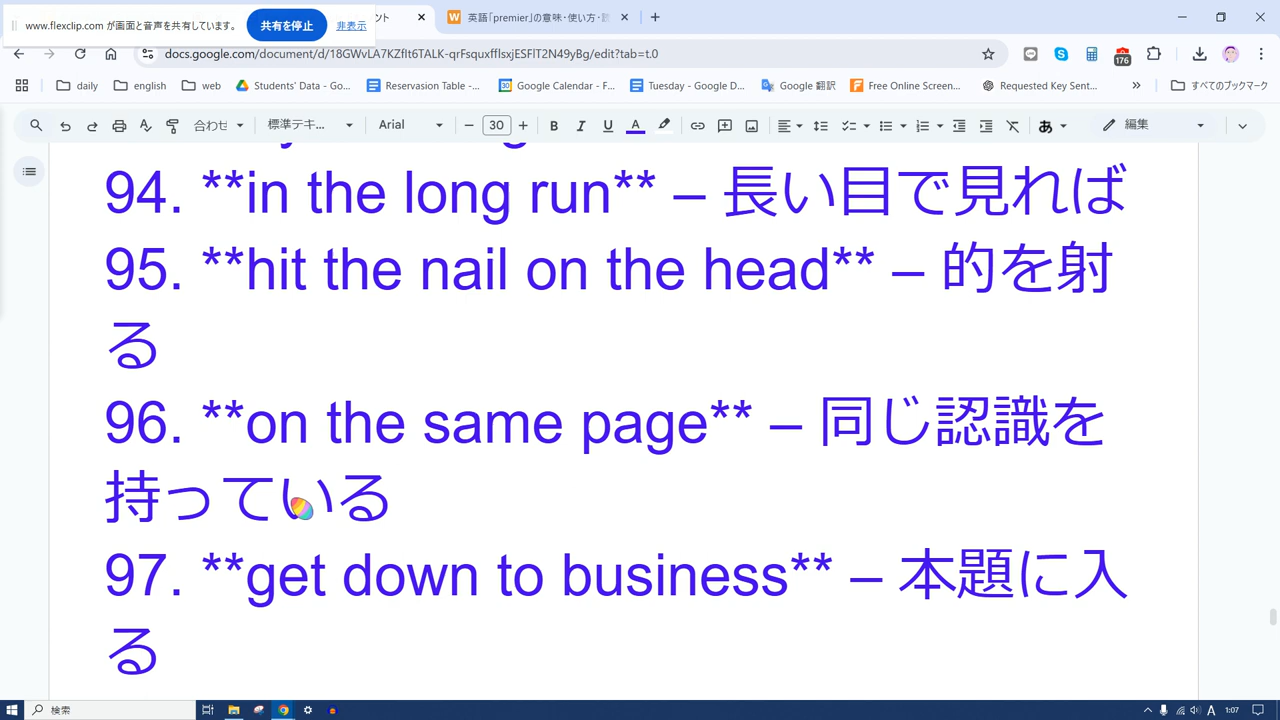 www.flexclip.com が画面と音声を共有しています。 共有を停止 非表示
ント
英語「premier」の意味・使い方・
docs.google.com/document/d/18GWvLA7KZfIt6TALK-qrFsquxfflsxiESFlT2N49yBg/edit?tab=t.0
176
daily english web Students' Data - Go... Reservasion Table -... Google Calendar - F... Tuesday - Google D... Google 翻訳 Free Online Screen... Requested Key Sent... » すべてのブックマーク
合わせ 標準テキ... Arial 30 B I U A あ 編集
94. **in the long run** – 長い目で見れば
95. **hit the nail on the head** – 的を射
る
96. **on the same page** – 同じ認識を
持っている
97. **get down to business** – 本題に入
る
検索 A 1:07